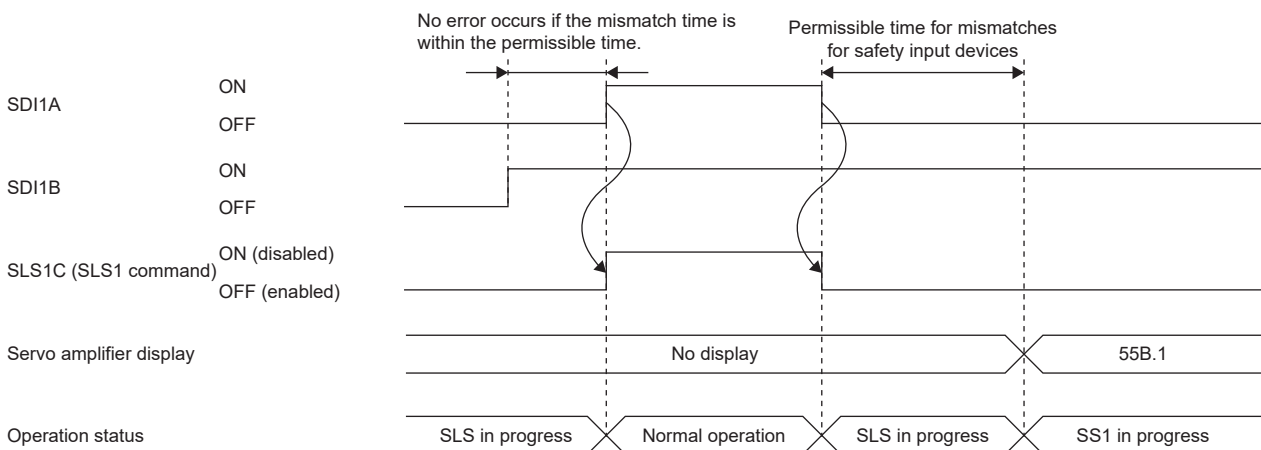 No error occurs if the mismatch time is
within the permissible time.
Permissible time for mismatches
for safety input devices
SDI1A
ON
OFF
SDI1B
ON
OFF
SLS1C (SLS1 command)
ON (disabled)
OFF (enabled)
Servo amplifier display
No display
55B.1
Operation status
SLS in progress
Normal operation
SLS in progress
SS1 in progress